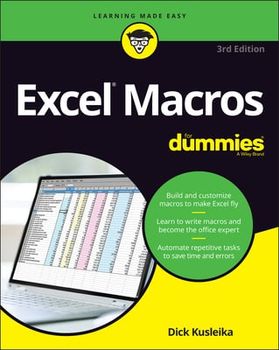 LEARNING MADE EASY
3rd Edition
Excel® Macros
for
dummies
A Wiley Brand
Build and customize
macros to make Excel fly
Learn to write macros and
become the office expert
Automate repetitive tasks
to save time and errors
Dick Kusleika